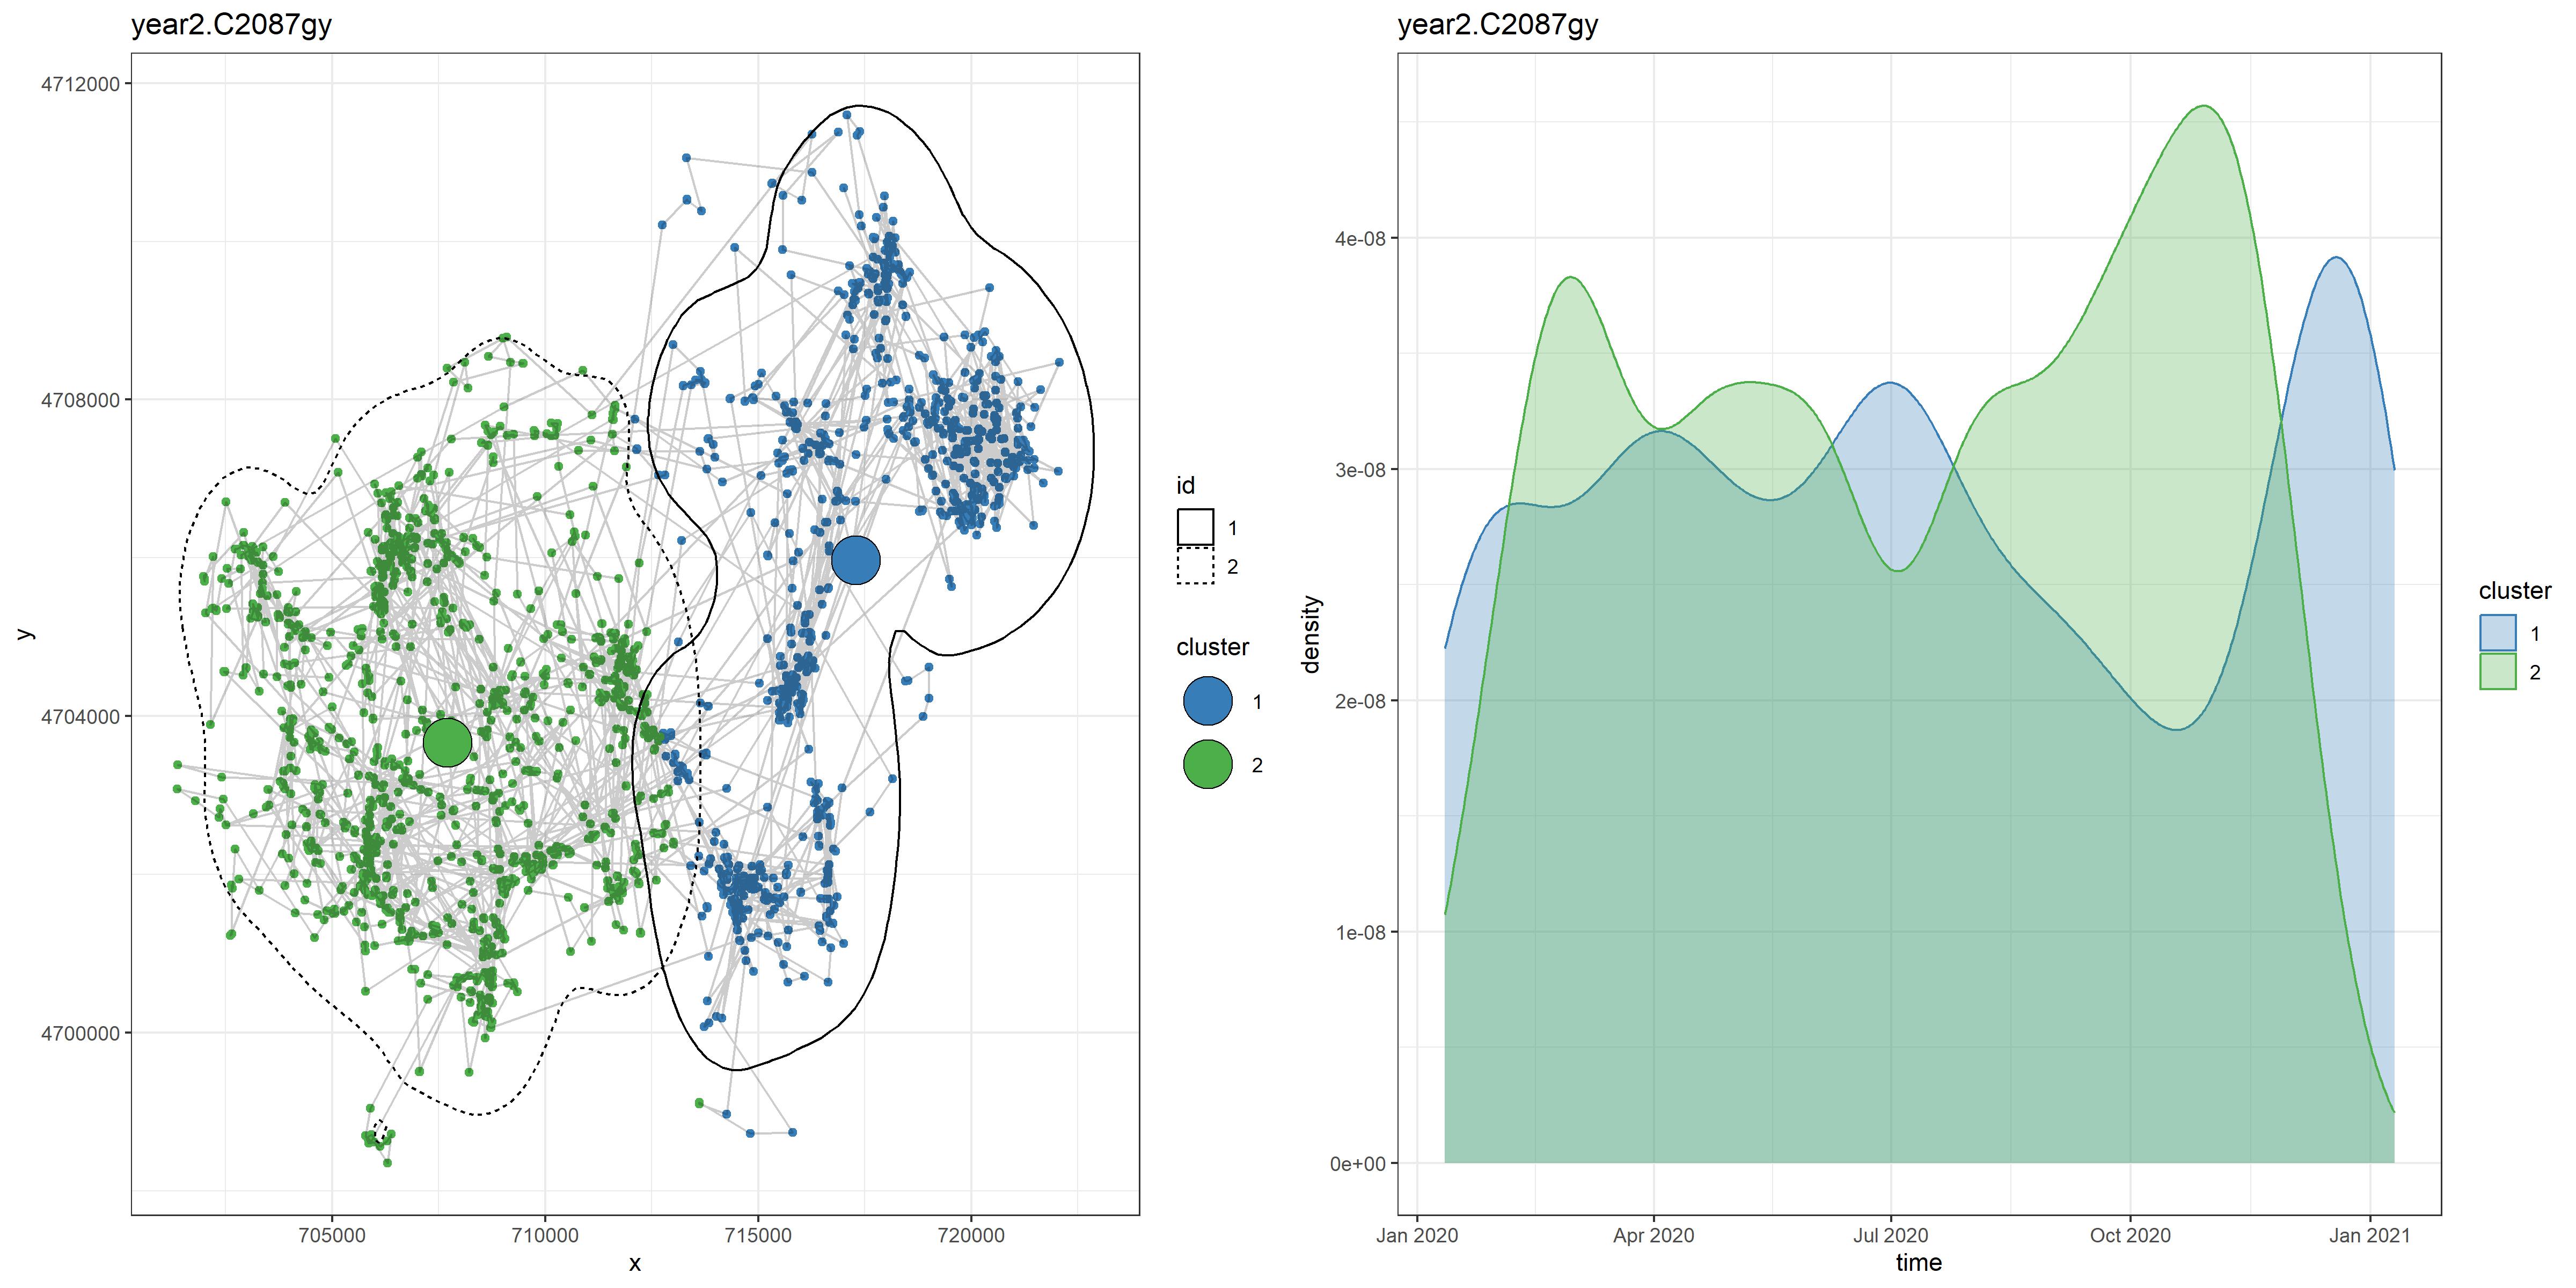 year2.C2087gy
4712000
4708000
4704000
4700000
y
705000
710000
715000
720000
x
id
1
2
cluster
1
2
year2.C2087gy
4e-08
3e-08
2e-08
1e-08
0e+00
density
Jan 2020
Apr 2020
Jul 2020
Oct 2020
Jan 2021
time
cluster
1
2